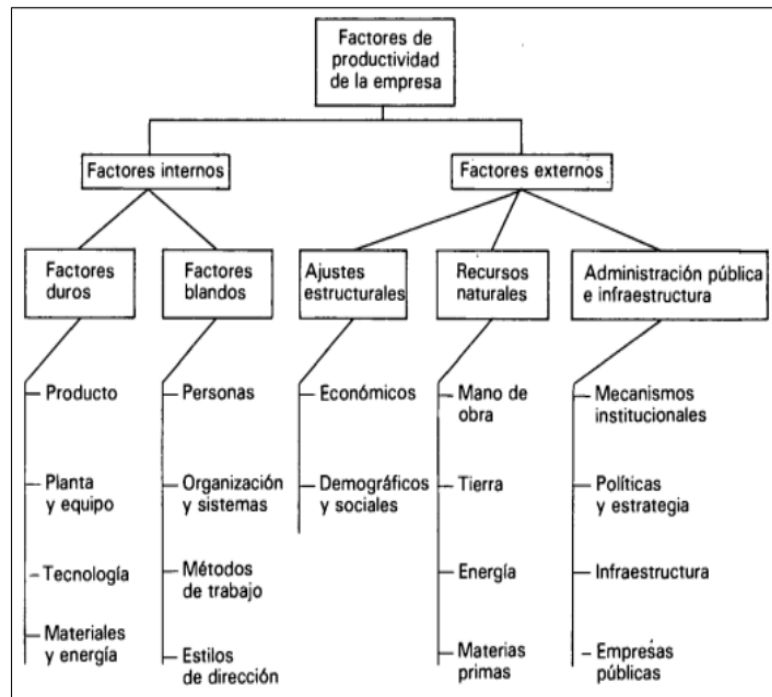 Factores de
productividad
de la empresa
Factores internos
Factores externos
Factores
duros
Factores
blandos
Ajustes
estructurales
Recursos
naturales
Administración pública
e infraestructura
Producto
Planta
y equipo
Tecnología
Materiales
y energía
Personas
Organización
y sistemas
Métodos
de trabajo
Estilos
de dirección
Económicos
Demográficos
y sociales
Mano de
obra
Tierra
Energía
Materias
primas
Mecanismos
institucionales
Políticas
y estrategia
Infraestructura
Empresas
públicas